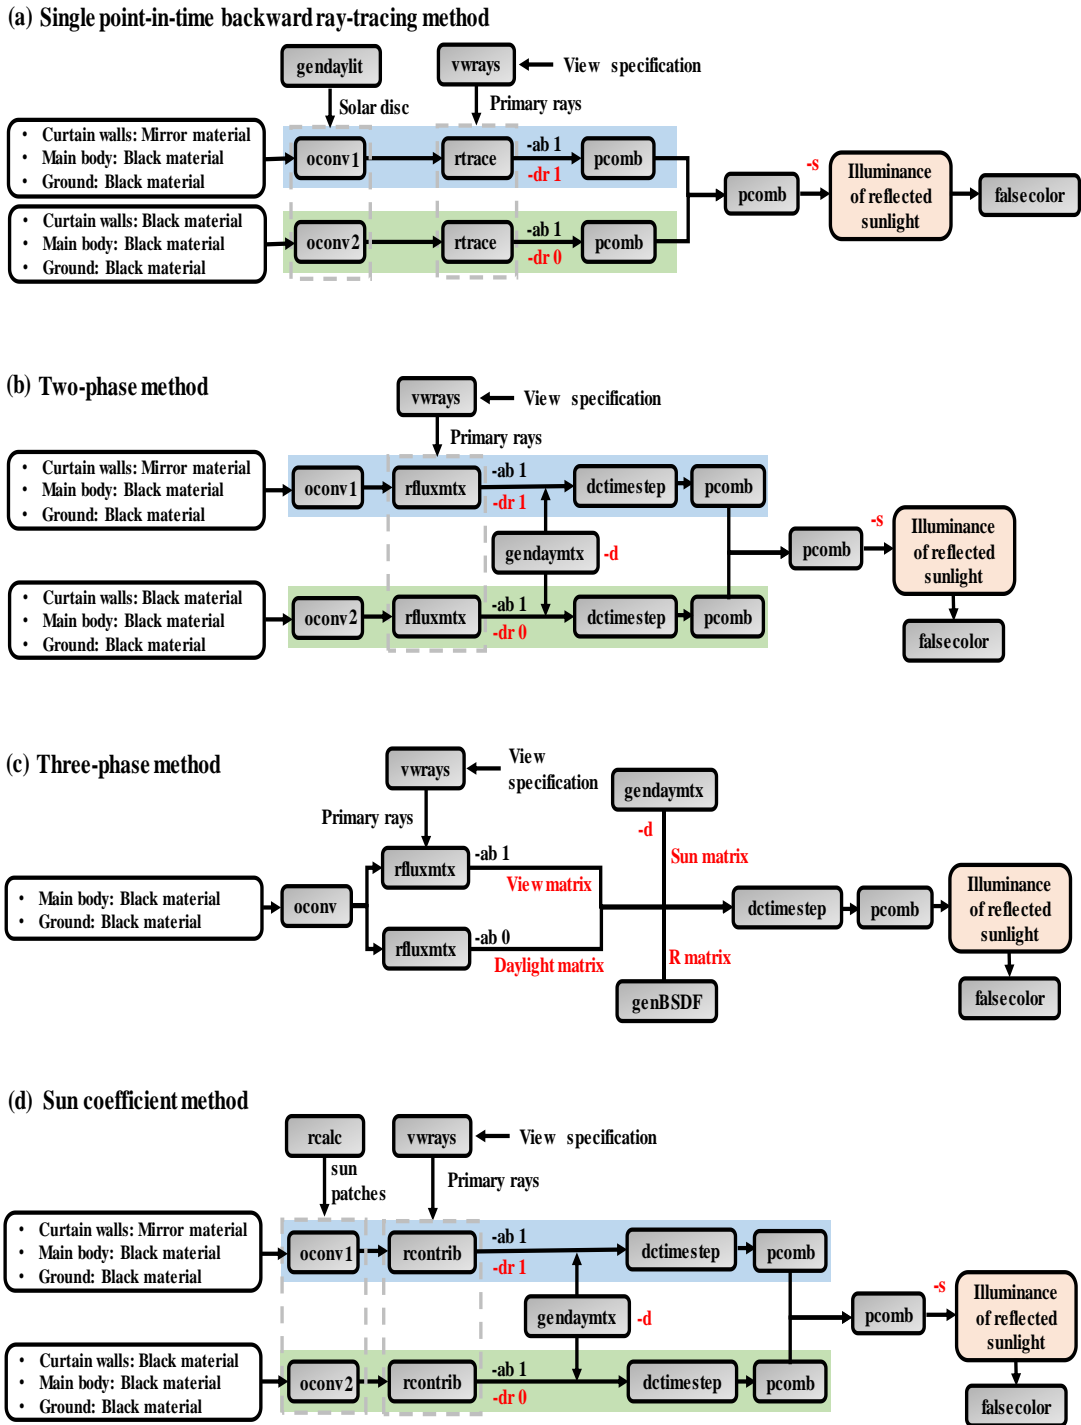 (a) Single point-in-time backward ray-tracing method
gendaylit
vwrays
View specification
Solar disc
Primary rays
• Curtain walls: Mirror material
• Main body: Black material
• Ground: Black material
oconv1
rtrace
-ab 1
-dr 1
pcomb
• Curtain walls: Black material
• Main body: Black material
• Ground: Black material
oconv2
rtrace
-ab 1
-dr 0
pcomb
pcomb
-s
Illuminance
of reflected
sunlight
falsecolor
(b) Two-phase method
vwrays
View specification
Primary rays
• Curtain walls: Mirror material
• Main body: Black material
• Ground: Black material
oconv1
rfluxmtx
-ab 1
-dr 1
dctimestep
pcomb
gendaymtx
-d
• Curtain walls: Black material
• Main body: Black material
• Ground: Black material
oconv2
rfluxmtx
-ab 1
-dr 0
dctimestep
pcomb
pcomb
-s
Illuminance
of reflected
sunlight
falsecolor
(c) Three-phase method
vwrays
View
specification
Primary rays
gendaymtx
-d
Sun matrix
• Main body: Black material
• Ground: Black material
oconv
rfluxmtx
-ab 1
View matrix
rfluxmtx
-ab 0
Daylight matrix
R matrix
genBSDF
dctimestep
pcomb
Illuminance
of reflected
sunlight
falsecolor
(d) Sun coefficient method
rcalc
vwrays
View specification
sun
patches
Primary rays
• Curtain walls: Mirror material
• Main body: Black material
• Ground: Black material
oconv1
rcontrib
-ab 1
-dr 1
dctimestep
pcomb
gendaymtx
-d
• Curtain walls: Black material
• Main body: Black material
• Ground: Black material
oconv2
rcontrib
-ab 1
-dr 0
dctimestep
pcomb
pcomb
-s
Illuminance
of reflected
sunlight
falsecolor